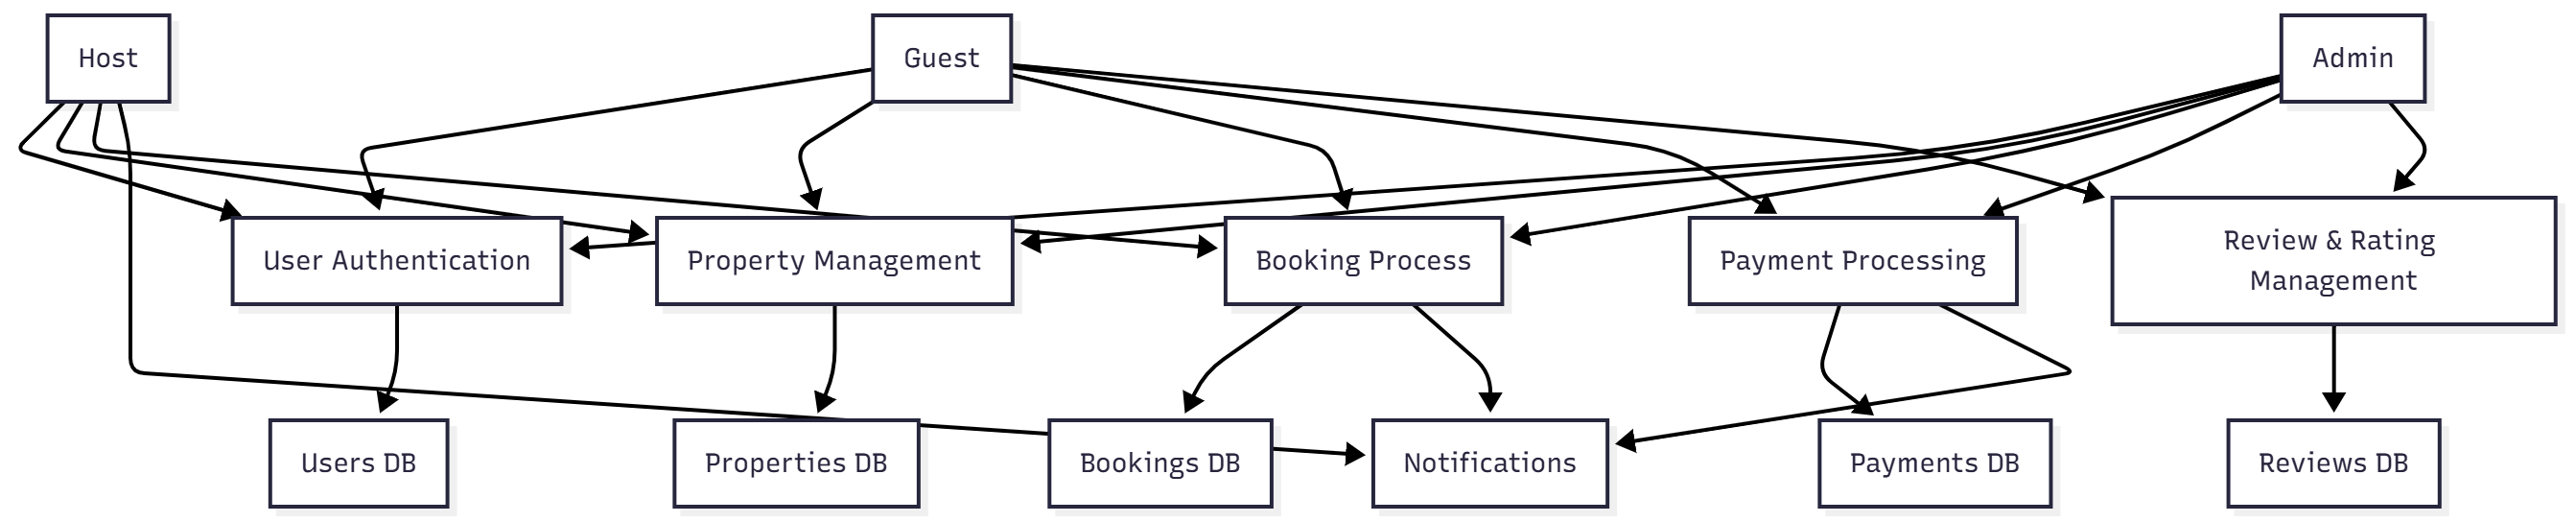 Host
Guest
Admin
User Authentication
Property Management
Booking Process
Payment Processing
Review & Rating
Management
Users DB
Properties DB
Bookings DB
Notifications
Payments DB
Reviews DB